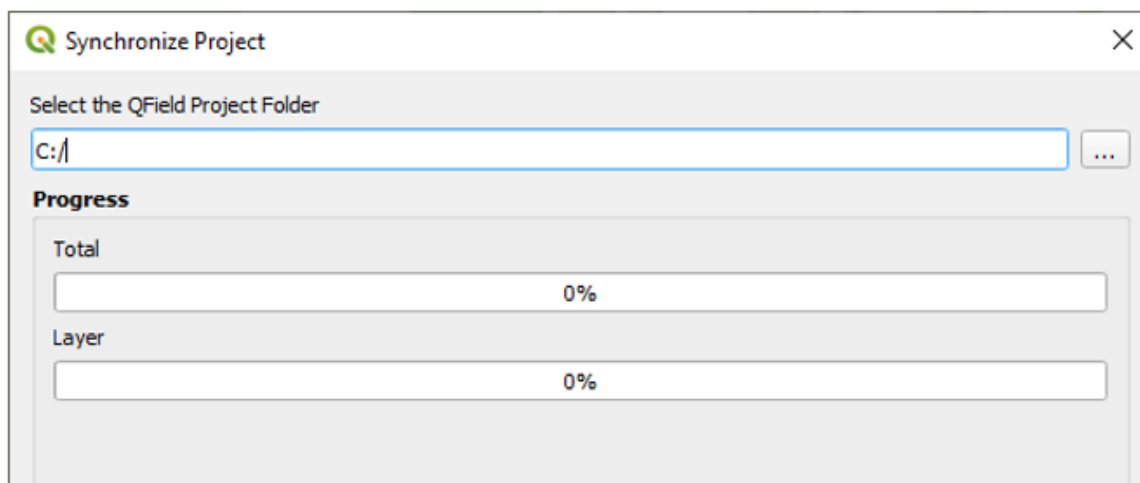 Synchronize Project
Select the QField Project Folder
C:/
...
Progress
Total
0%
Layer
0%